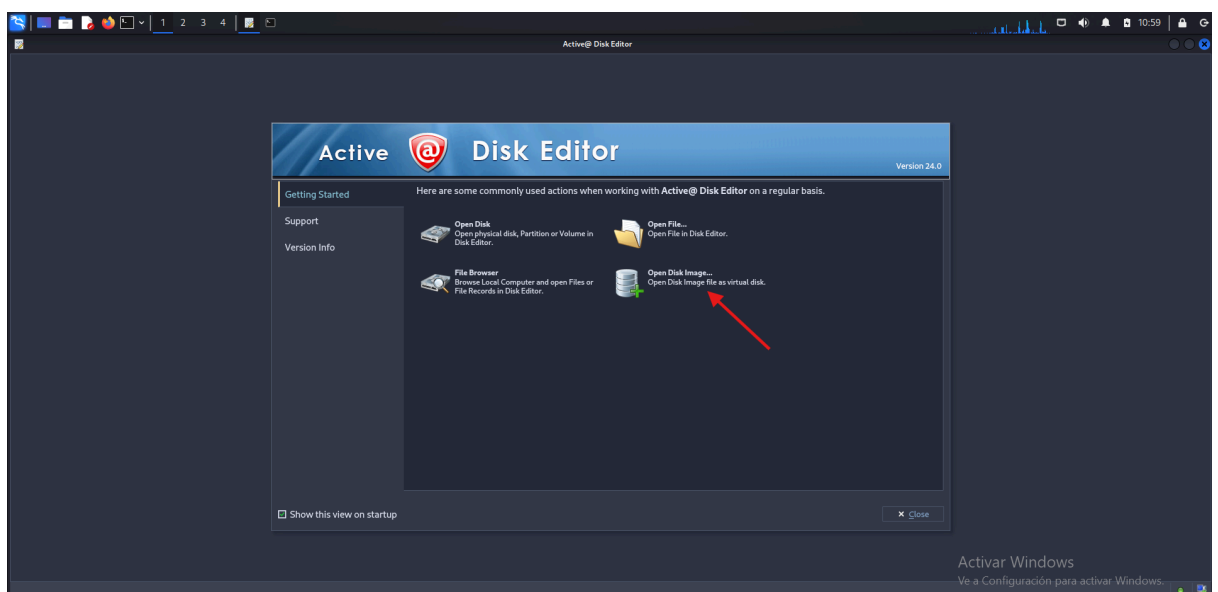 1 2 3 4
10:59
Active@ Disk Editor
Active @ Disk Editor
Version 24.0
Getting Started
Support
Version Info
Here are some commonly used actions when working with Active@ Disk Editor on a regular basis.
Open Disk
Open physical disk, Partition or Volume in
Disk Editor.
Open File...
Open File in Disk Editor.
File Browser
Browse Local Computer and open Files or
File Records in Disk Editor.
Open Disk Image...
Open Disk Image file as virtual disk.
Show this view on startup
Close
Activar Windows
Ve a Configuración para activar Windows.